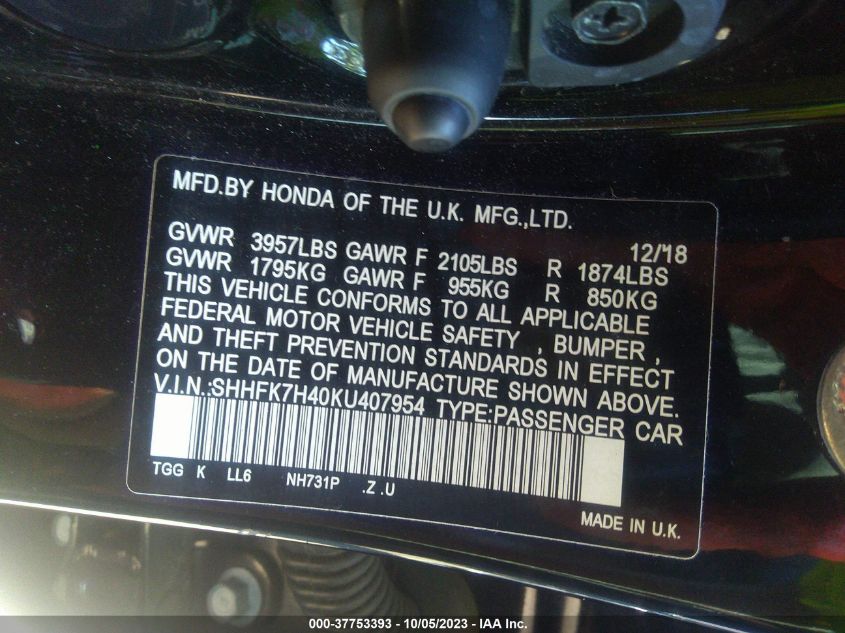 MFD.BY HONDA OF THE U.K. MFG.,LTD.
12/'18
GVWR 3957LBS GAWR F 2105LBS R 1874LBS
GVWR 1795KG GAWR F 955KG R 850KG
THIS VEHICLE CONFORMS TO ALL APPLICABLE
FEDERAL MOTOR VEHICLE SAFETY , BUMPER ,
AND THEFT PREVENTION STANDARDS IN EFFECT
ON THE DATE OF MANUFACTURE SHOWN ABOVE.
V.I.N.:SHHFK7H40KU407954 TYPE:PASSENGER CAR
TGG K LL6 NH731P .Z .U
MADE IN U.K.
000-37753393 - 10/05/2023 - IAA Inc.